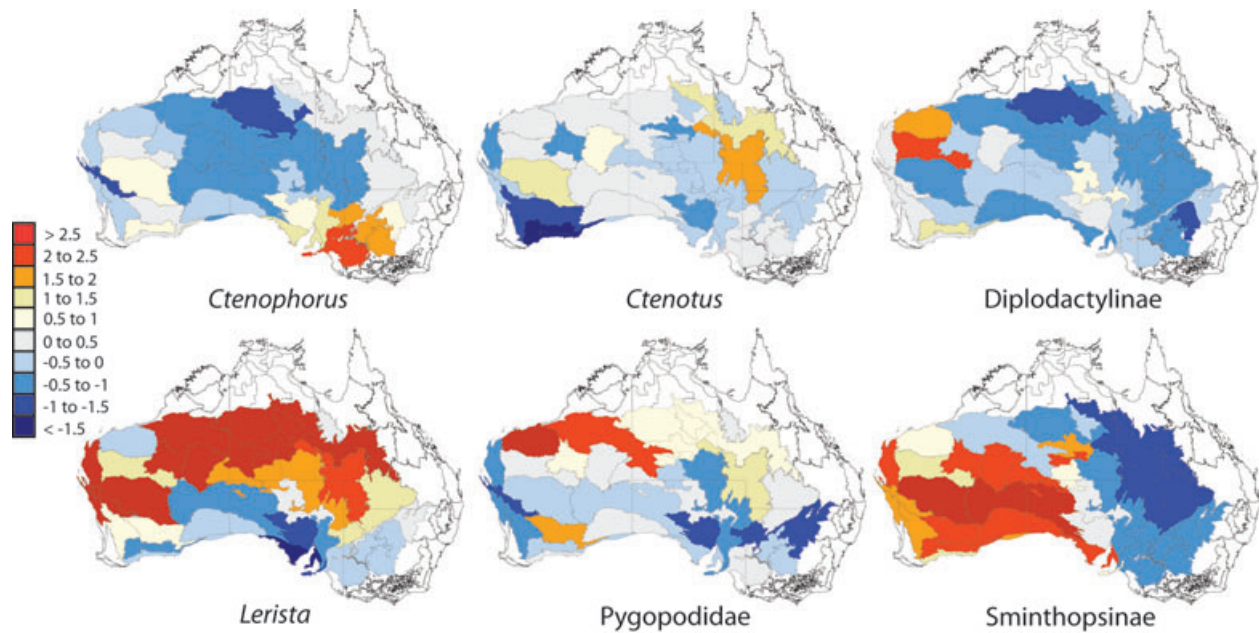 Ctenophorus
Ctenotus
Diplodactylinae
> 2.5
2 to 2.5
1.5 to 2
1 to 1.5
0.5 to 1
0 to 0.5
-0.5 to 0
-0.5 to -1
-1 to -1.5
< -1.5
Lerista
Pygopodidae
Sminthopsinae